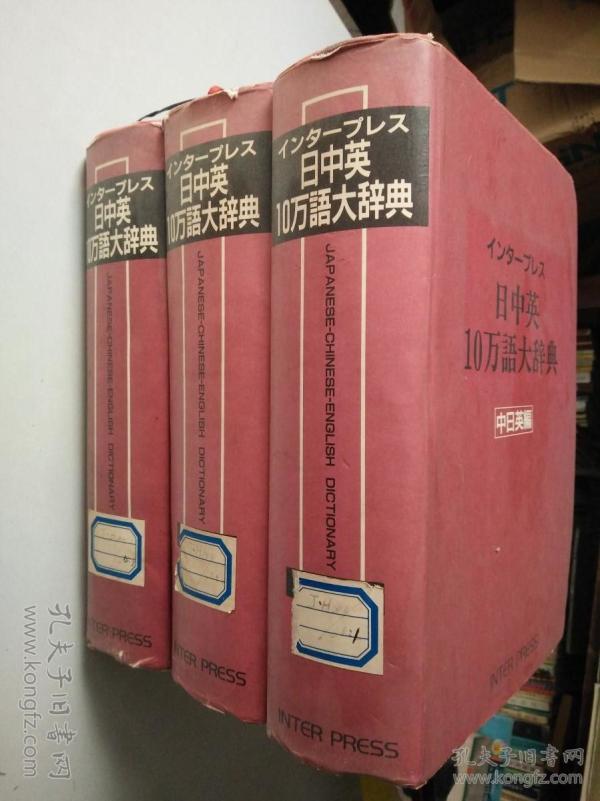 インタープレス
日中英
10万語大辞典
JAPANESE-CHINESE-ENGLISH DICTIONARY
INTER PRESS
インタープレス
日中英
10万語大辞典
JAPANESE-CHINESE-ENGLISH DICTIONARY
INTER PRESS
インタープレス
日中英
10万語大辞典
JAPANESE-CHINESE-ENGLISH DICTIONARY
INTER PRESS
インタープレス
日中英
10万語大辞典
中日英編
INTER PRESS
孔夫子旧書网
www.kongfz.com
孔夫子旧書网
www.kongfz.com